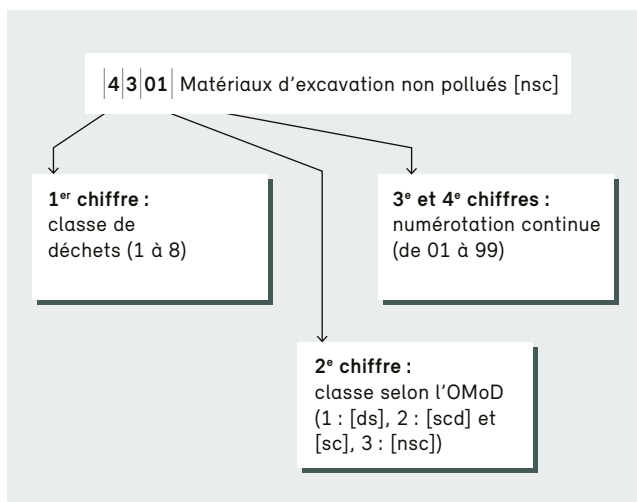 4 3 01 Matériaux d'excavation non pollués [nsc]
1er chiffre :
classe de
déchets (1 à 8)
3e et 4e chiffres :
numérotation continue
(de 01 à 99)
2e chiffre :
classe selon l'OMoD
(1 : [ds], 2 : [scd] et
[sc], 3 : [nsc])